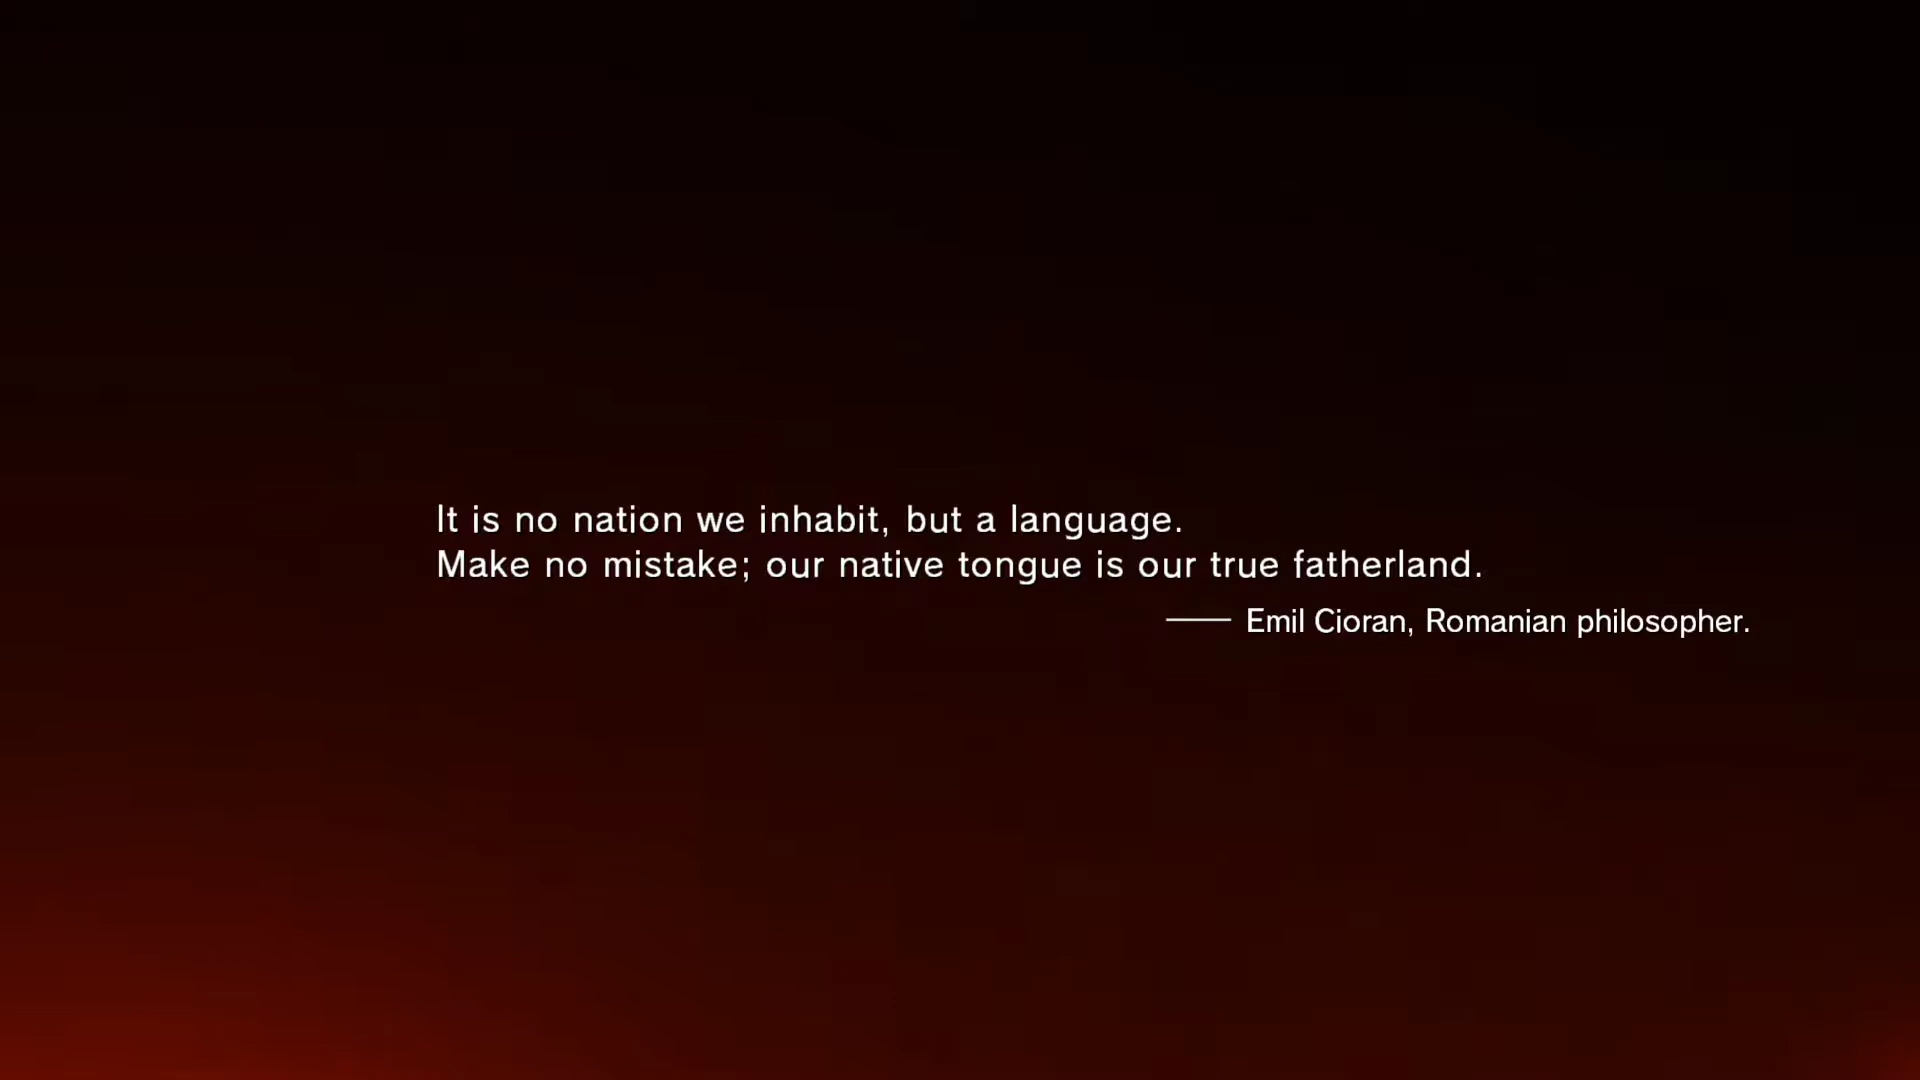 It is no nation we inhabit, but a language.
Make no mistake; our native tongue is our true fatherland.
—— Emil Cioran, Romanian philosopher.